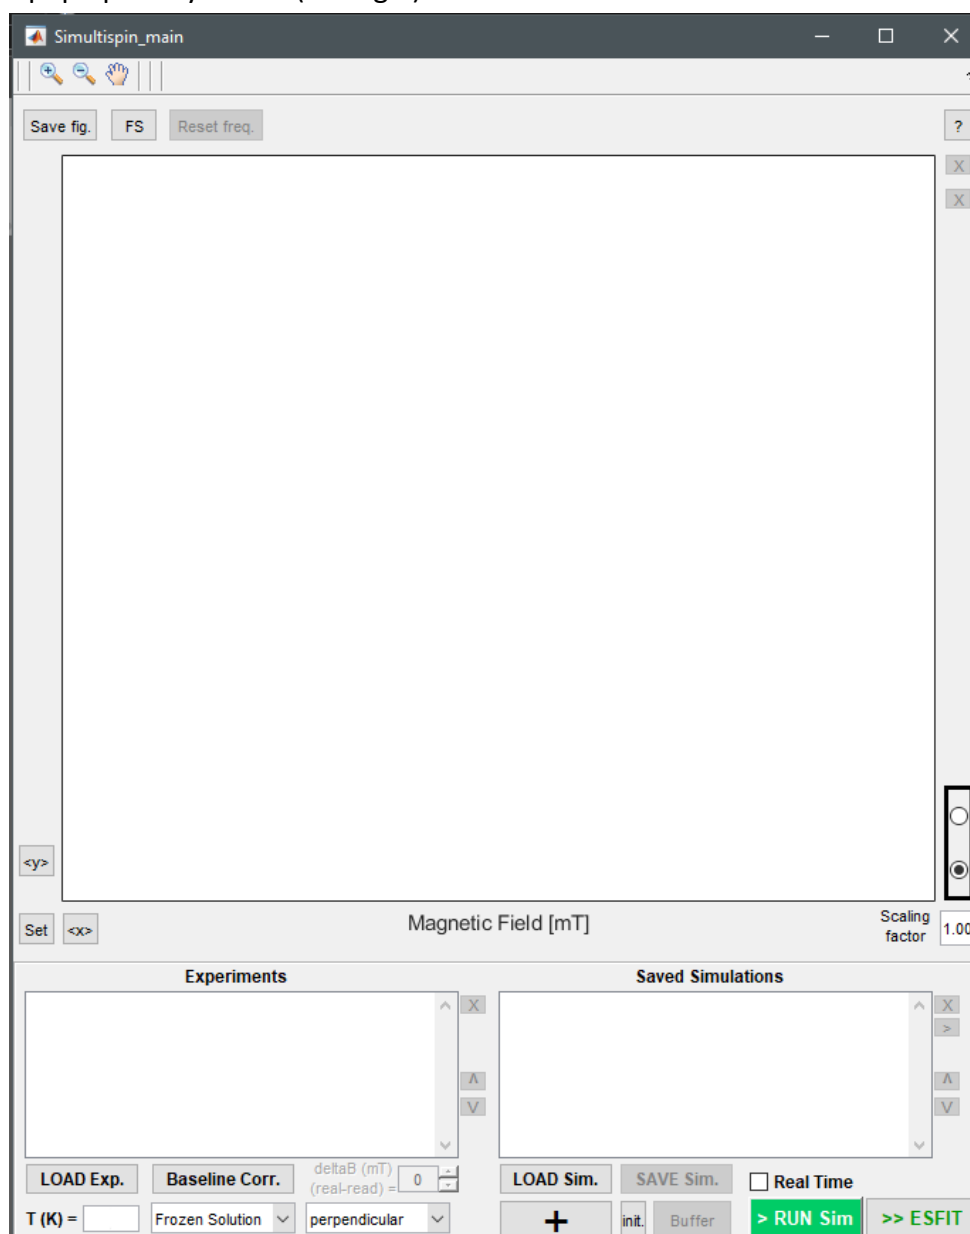 Simultispin_main
Save fig. FS Reset freq. ?
X
X
<y>
Set <x> Magnetic Field [mT] Scaling factor 1.00
Experiments Saved Simulations
X X
>
Λ Λ
V V
LOAD Exp. Baseline Corr. deltaB (mT) (real-read) = 0 LOAD Sim. SAVE Sim. Real Time
T (K) = Frozen Solution perpendicular + init. Buffer > RUN Sim >> ESFIT